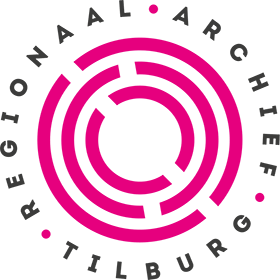 REGIONAAL • ARCHIEF • TILBURG •